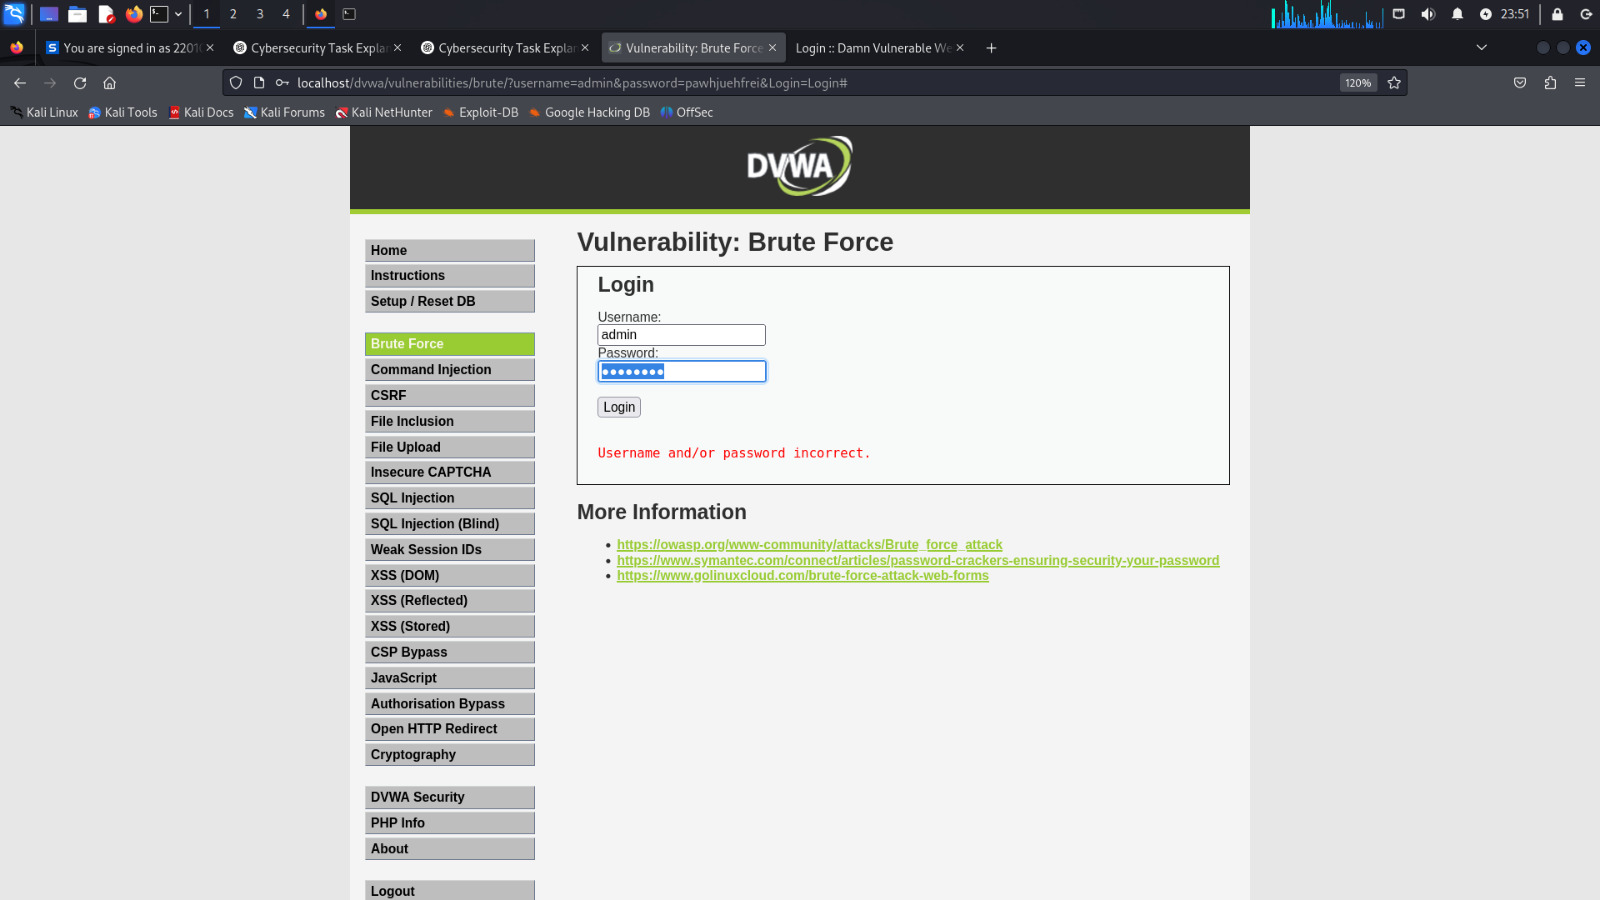 1 2 3 4 23:51
You are signed in as 2201 Cybersecurity Task Explan Cybersecurity Task Explan Vulnerability: Brute Force Login :: Damn Vulnerable We
localhost/dvwa/vulnerabilities/brute/?username=admin&password=pawhjuehfrei&Login=Login# 120%
Kali Linux Kali Tools Kali Docs Kali Forums Kali NetHunter Exploit-DB Google Hacking DB OffSec
DVWA
Home
Instructions
Setup / Reset DB
Brute Force
Command Injection
CSRF
File Inclusion
File Upload
Insecure CAPTCHA
SQL Injection
SQL Injection (Blind)
Weak Session IDs
XSS (DOM)
XSS (Reflected)
XSS (Stored)
CSP Bypass
JavaScript
Authorisation Bypass
Open HTTP Redirect
Cryptography
DVWA Security
PHP Info
About
Logout
Vulnerability: Brute Force
Login
Username:
admin
Password:
●●●●●●●●
Login
Username and/or password incorrect.
More Information
• https://owasp.org/www-community/attacks/Brute_force_attack
• https://www.symantec.com/connect/articles/password-crackers-ensuring-security-your-password
• https://www.golinuxcloud.com/brute-force-attack-web-forms